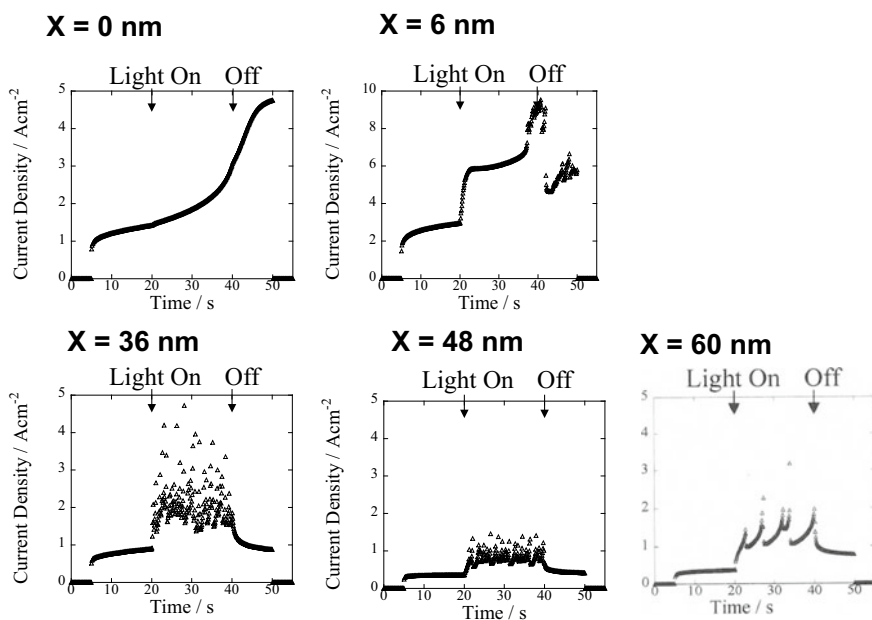 X = 0 nm
Light On Off
Current Density / Acm-2
5
4
3
2
1
0
0 10 20 30 40 50
Time / s
X = 6 nm
Light On Off
Current Density / Acm-2
10
8
6
4
2
0
0 10 20 30 40 50
Time / s
X = 36 nm
Light On Off
Current Density / Acm-2
5
4
3
2
1
0
0 10 20 30 40 50
Time / s
X = 48 nm
Light On Off
Current Density / Acm-2
5
4
3
2
1
0
0 10 20 30 40 50
Time / s
X = 60 nm
Light On Off
5
4
3
2
1
0
0 10 20 30 40 50
Time / s